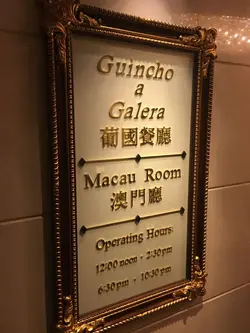 Guincho
a
Galera
葡國餐廳
Macau Room
澳門廳
Operating Hours:
12:00 noon - 2:30 pm
6:30 pm - 10:30 pm